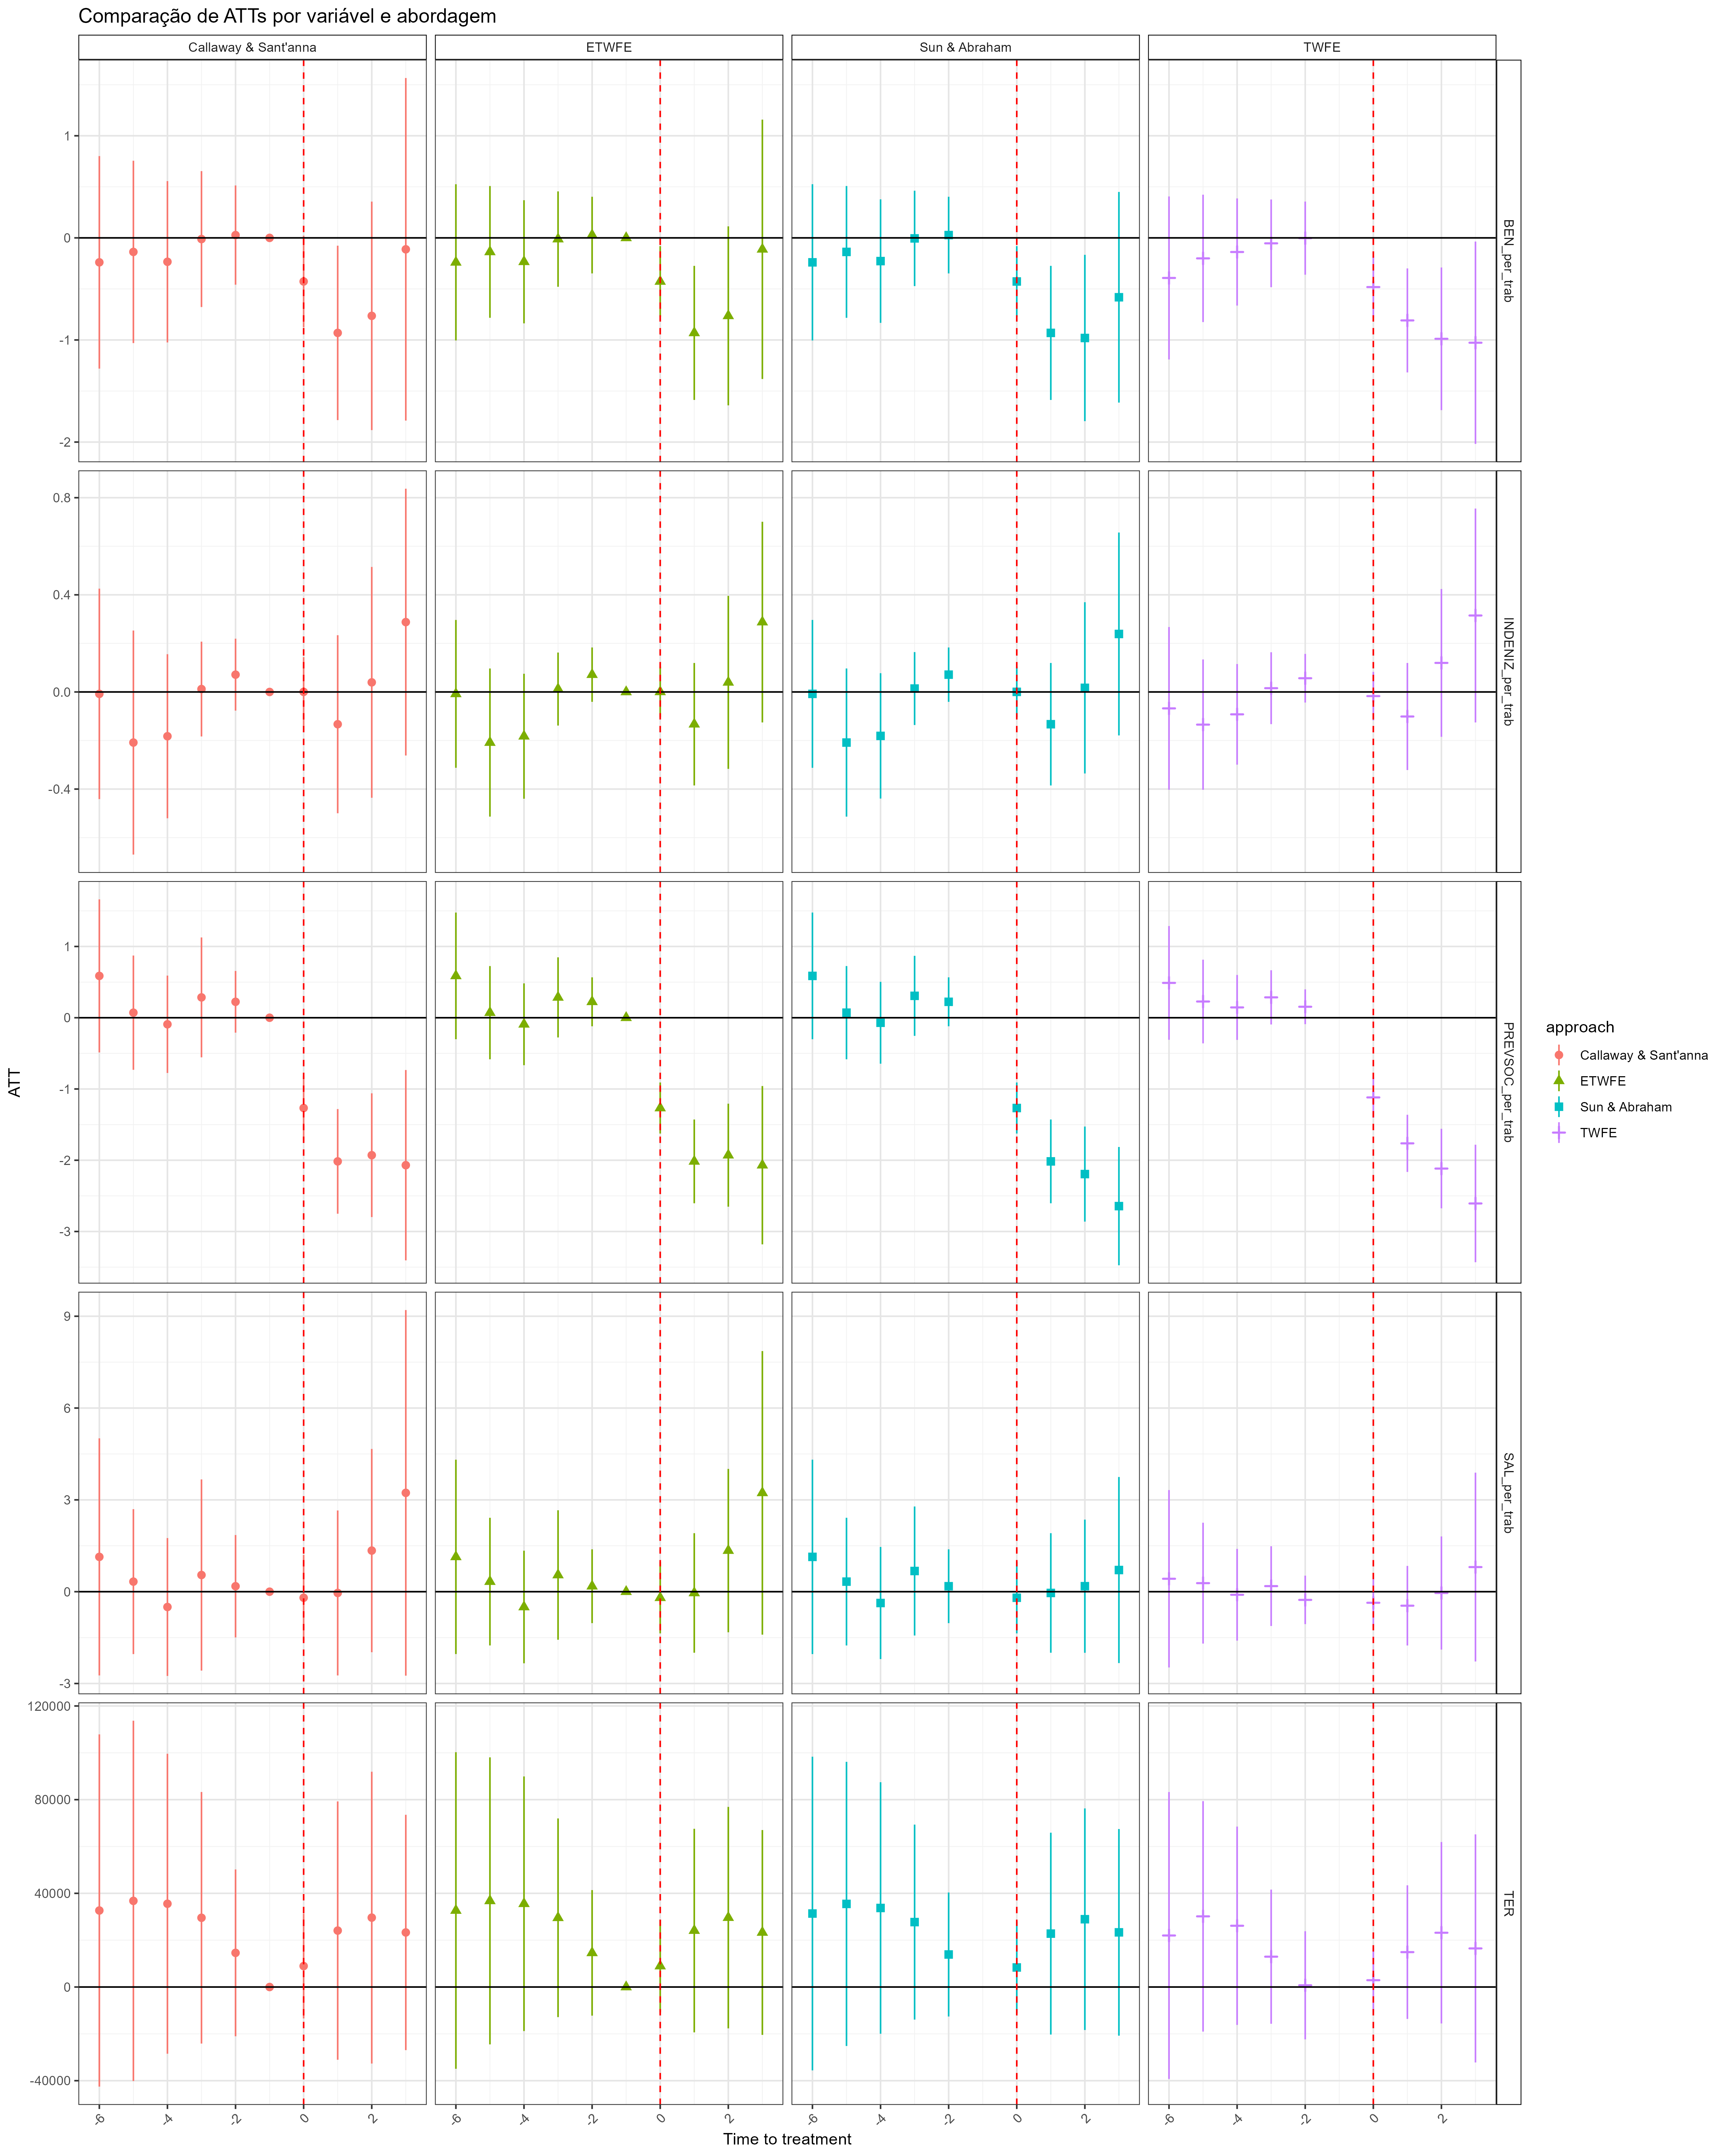 Comparação de ATTs por variável e abordagem
Callaway & Sant'anna
ETWFE
Sun & Abraham
TWFE
1
0
-1
-2
BEN_per_trab
0.8
0.4
0.0
-0.4
INDENIZ_per_trab
1
0
-1
-2
-3
PREVSOC_per_trab
9
6
3
0
-3
SAL_per_trab
120000
80000
40000
0
-40000
TER
-6
-4
-2
0
2
-6
-4
-2
0
2
-6
-4
-2
0
2
-6
-4
-2
0
2
Time to treatment
ATT
approach
Callaway & Sant'anna
ETWFE
Sun & Abraham
TWFE